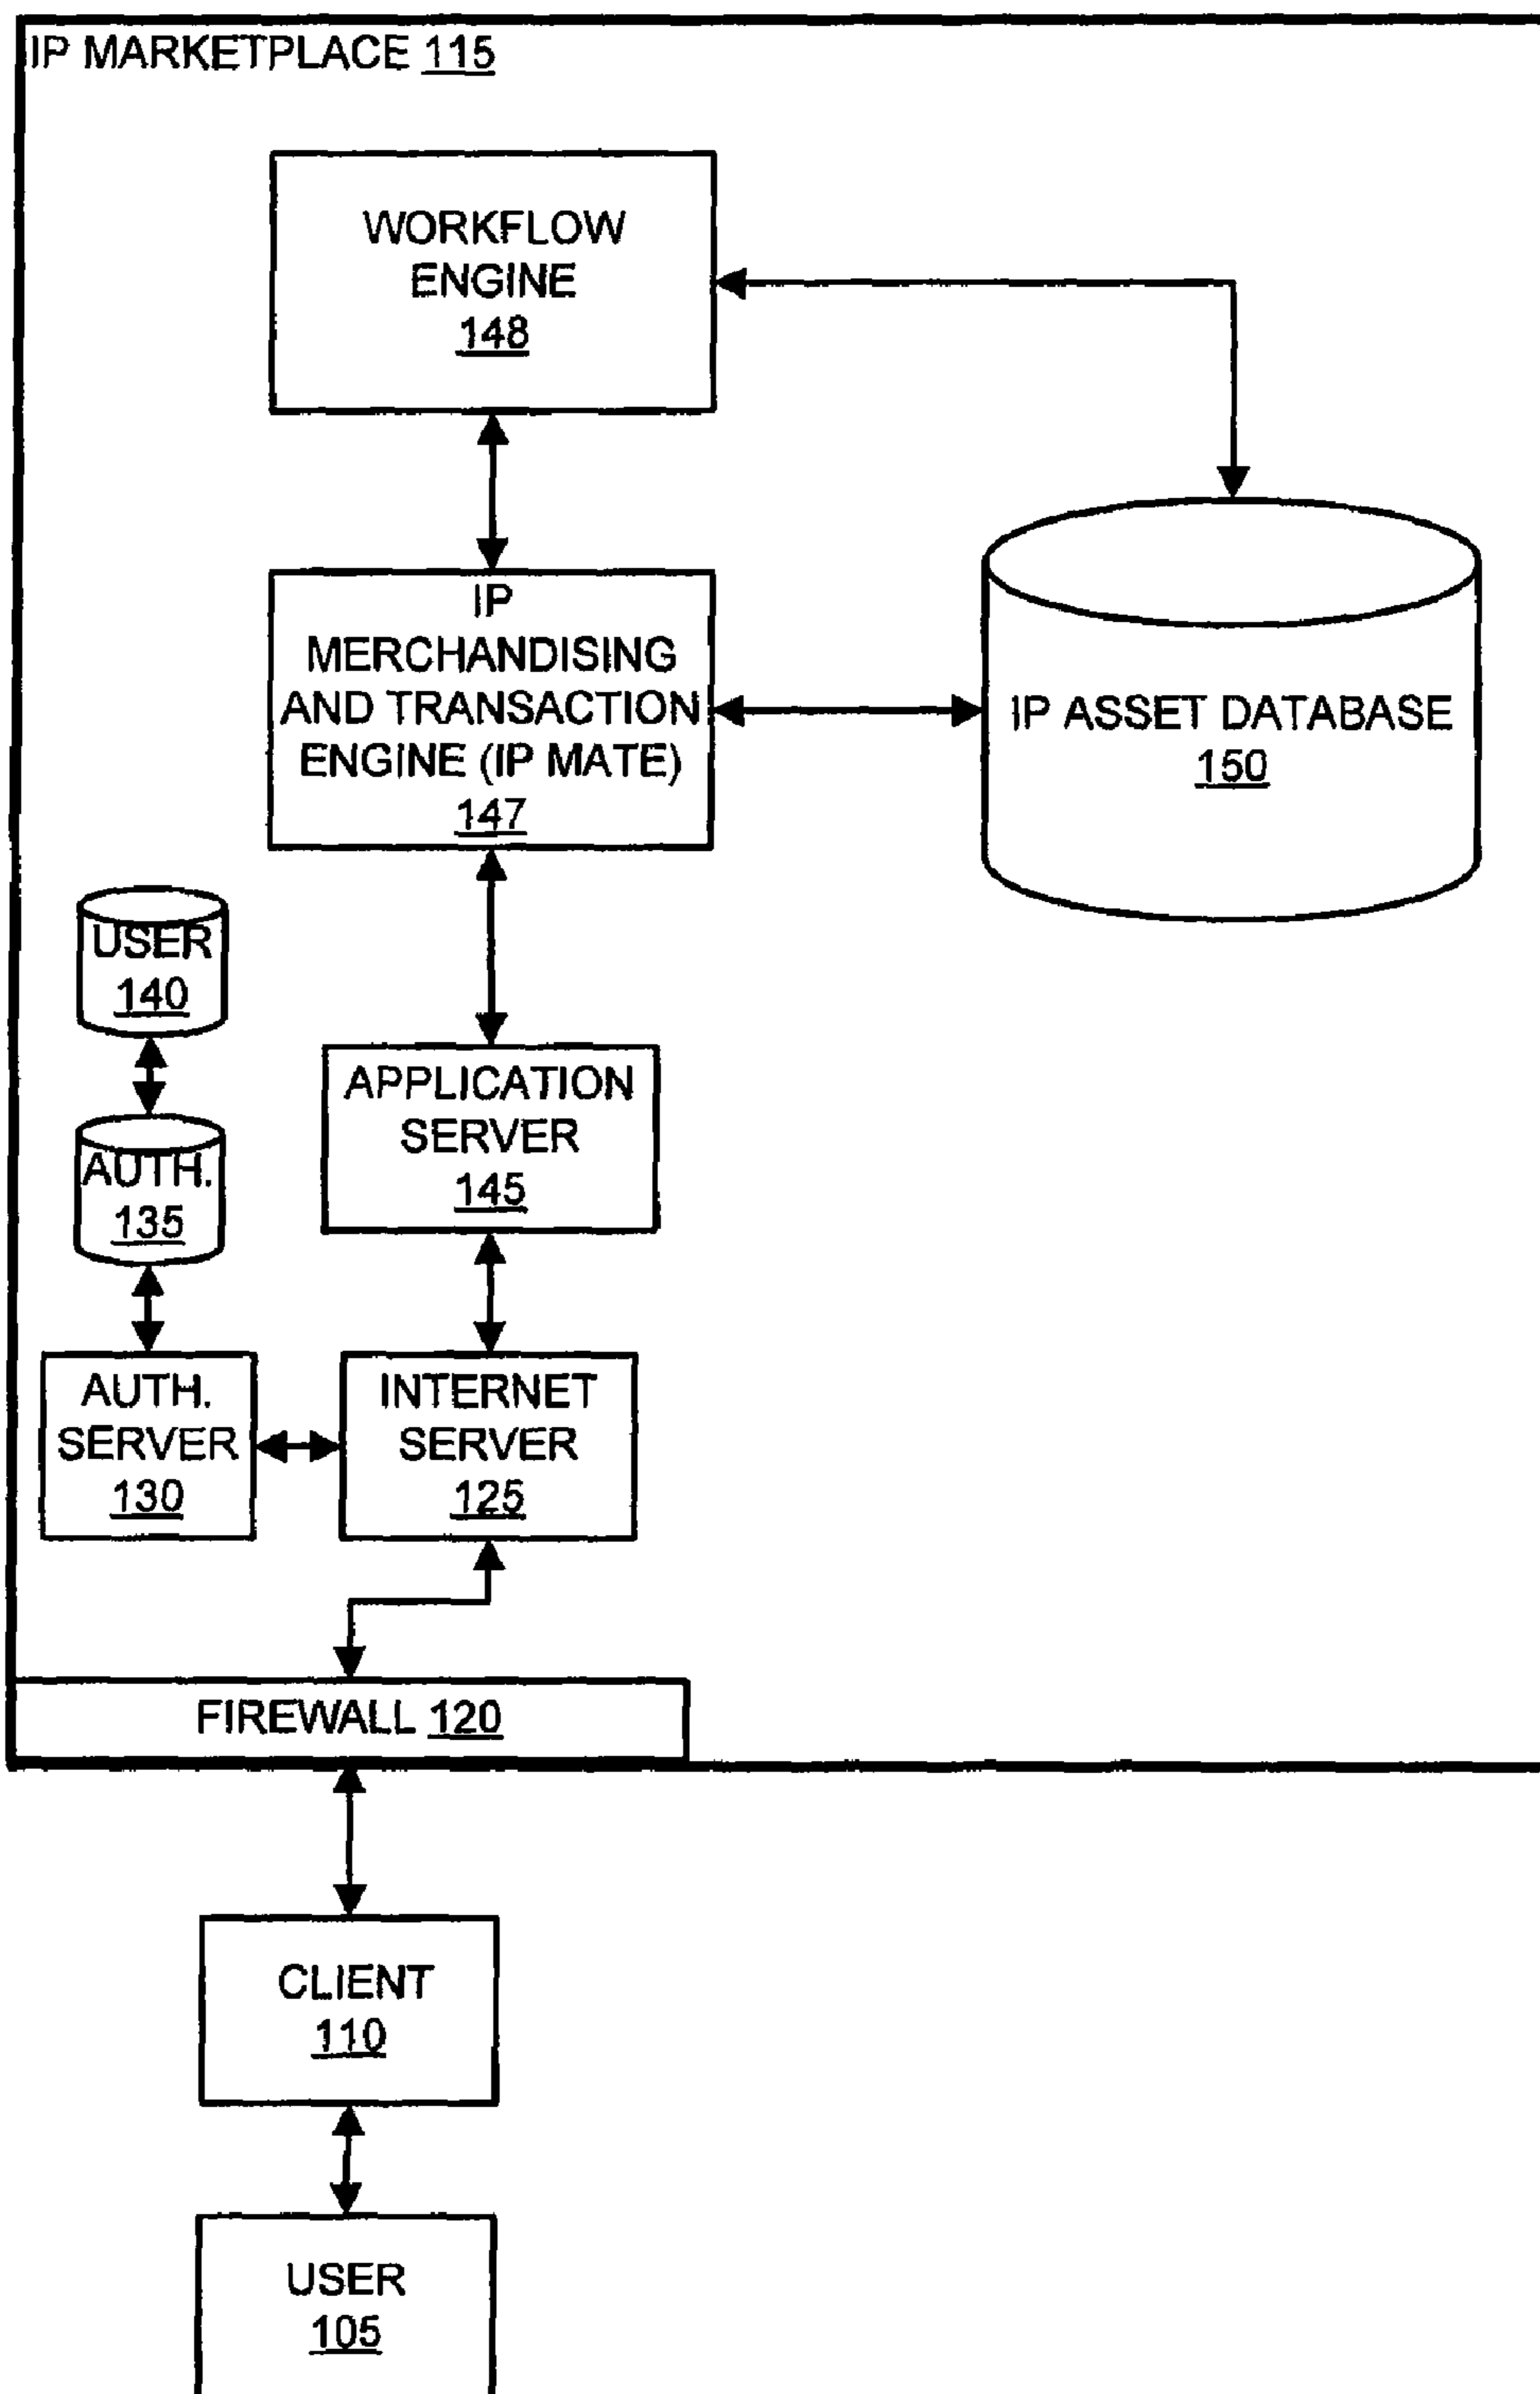 IP MARKETPLACE 115
WORKFLOW
ENGINE
148
IP
MERCHANDISING
AND TRANSACTION
ENGINE (IP MATE)
147
IP ASSET DATABASE
150
USER
140
APPLICATION
SERVER
145
AUTH.
135
AUTH.
SERVER
130
INTERNET
SERVER
125
FIREWALL 120
CLIENT
110
USER
105